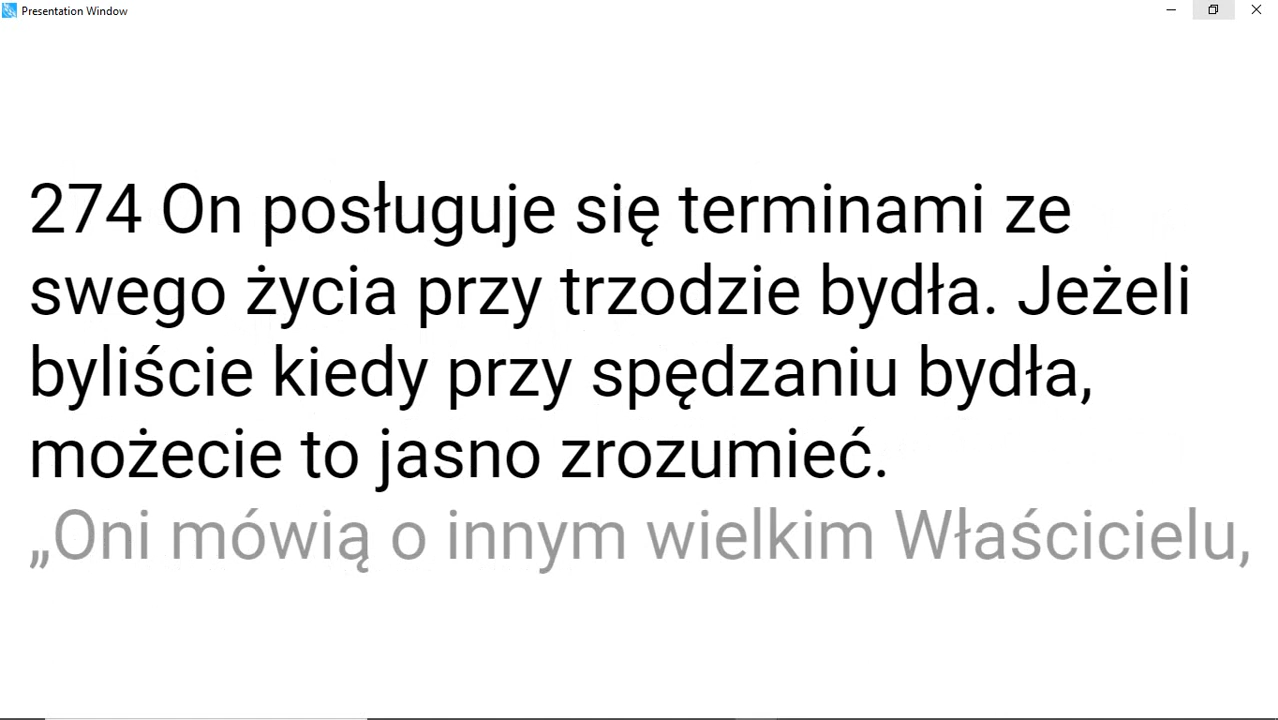 Presentation Window
274 On posługuje się terminami ze
swego życia przy trzodzie bydła. Jeżeli
byliście kiedy przy spędzaniu bydła,
możecie to jasno zrozumieć.
„Oni mówią o innym wielkim Właścicielu,